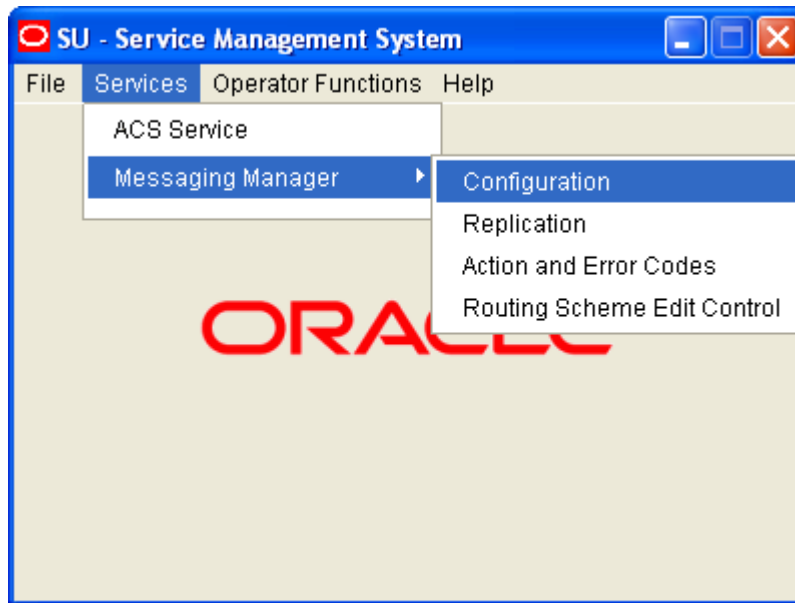 SU - Service Management System
File Services Operator Functions Help
ACS Service
Messaging Manager
Configuration
Replication
Action and Error Codes
Routing Scheme Edit Control